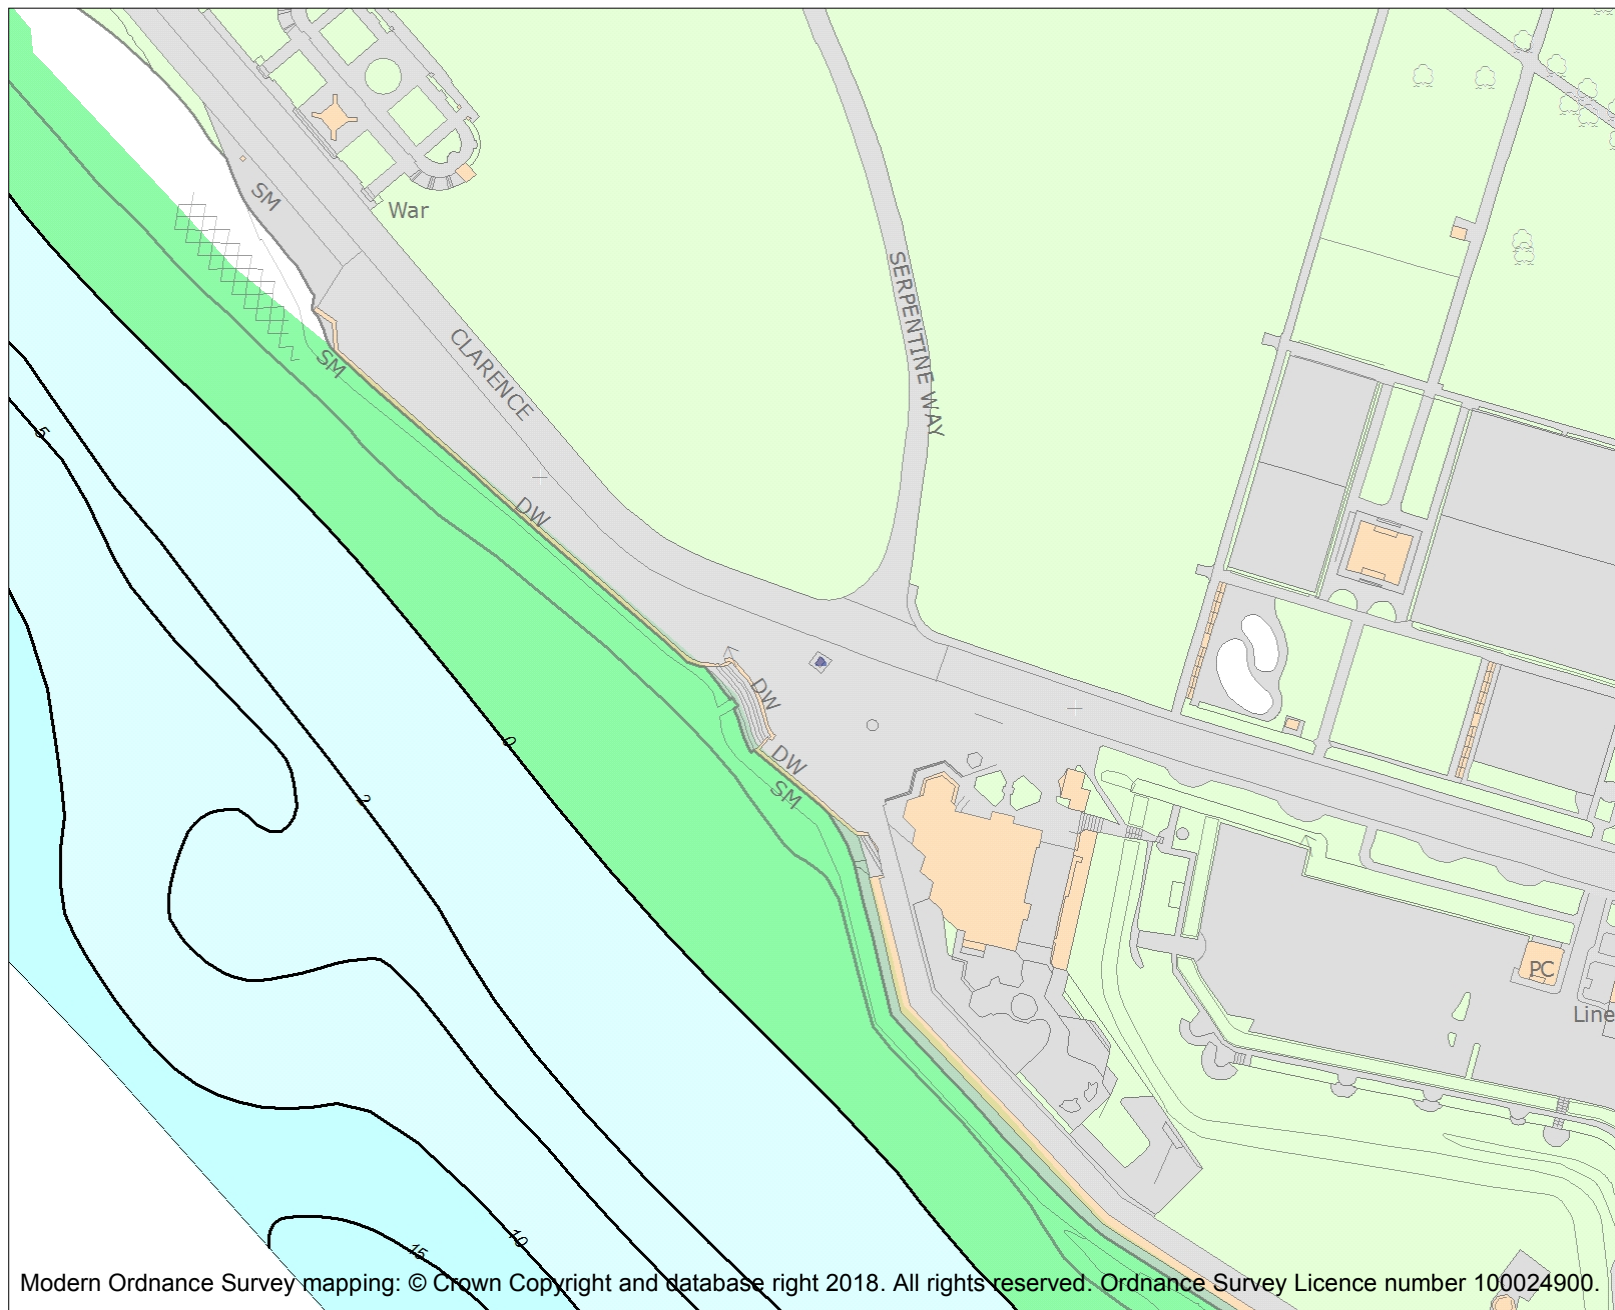 SM
War
SERPENTINE WAY
CLARENCE
SM
5
DW
DW
0
DW
SM
2
PC
Line
10
15
Modern Ordnance Survey mapping: © Crown Copyright and database right 2018. All rights reserved. Ordnance Survey Licence number 100024900.